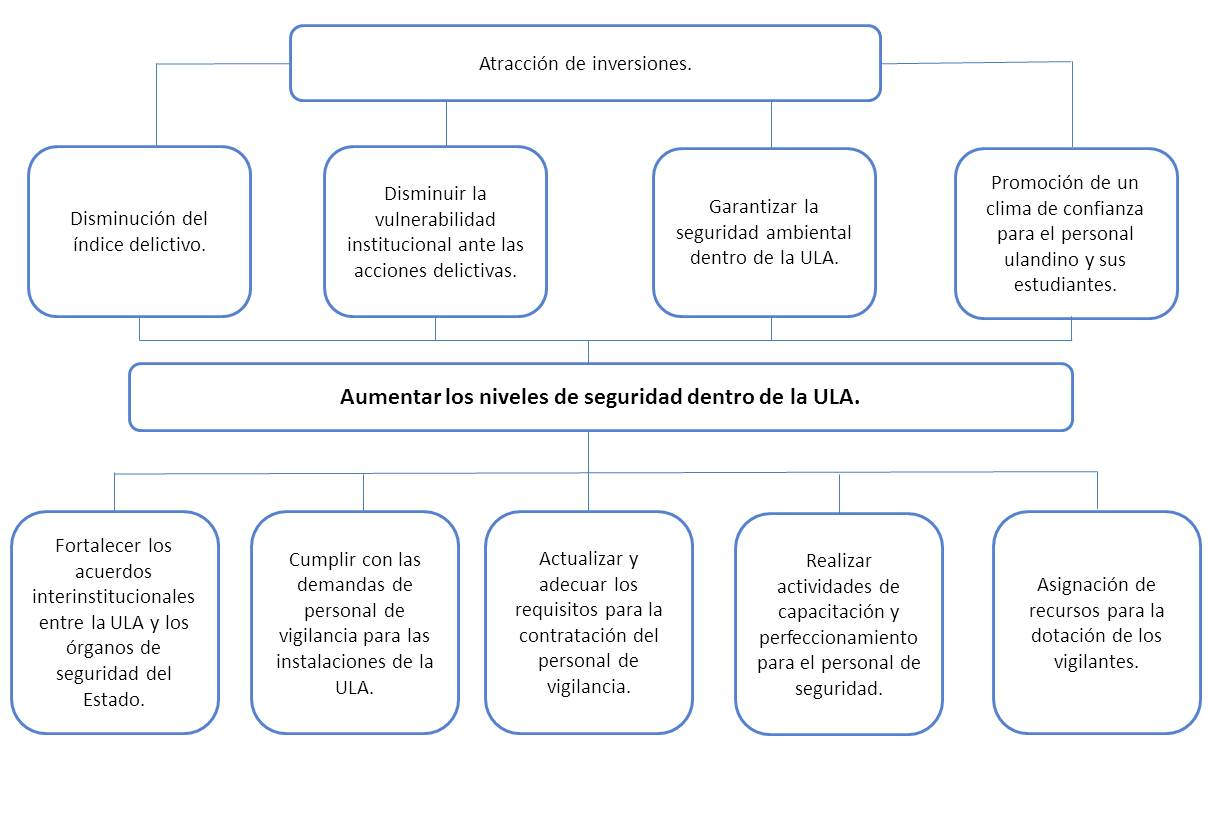 Atracción de inversiones.
Disminución del
índice delictivo.
Disminuir la
vulnerabilidad
institucional ante las
acciones delictivas.
Garantizar la
seguridad ambiental
dentro de la ULA.
Promoción de un
clima de confianza
para el personal
ulandino y sus
estudiantes.
Aumentar los niveles de seguridad dentro de la ULA.
Fortalecer los
acuerdos
interinstitucionales
entre la ULA y los
órganos de
seguridad del
Estado.
Cumplir con las
demandas de
personal de
vigilancia para las
instalaciones de la
ULA.
Actualizar y
adecuar los
requisitos para la
contratación del
personal de
vigilancia.
Realizar
actividades de
capacitación y
perfeccionamiento
para el personal de
seguridad.
Asignación de
recursos para la
dotación de los
vigilantes.